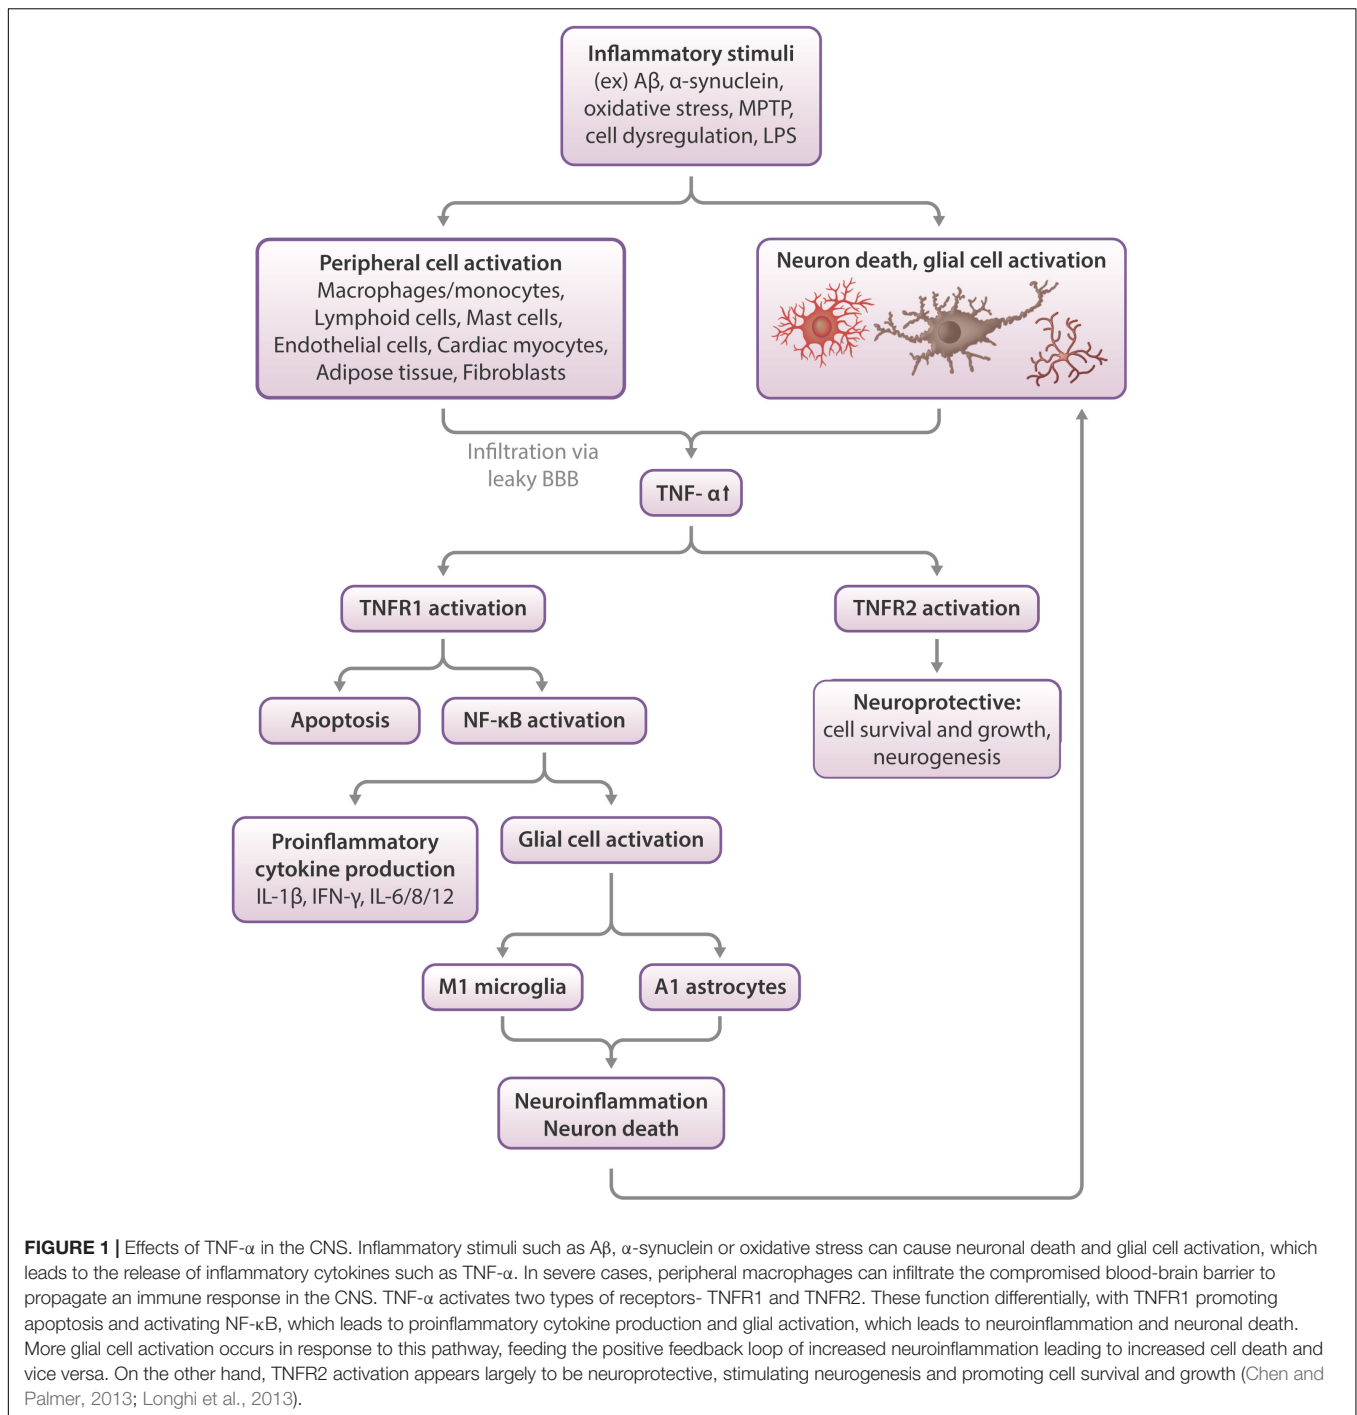 Inflammatory stimuli
(ex) Aβ, α-synuclein,
oxidative stress, MPTP,
cell dysregulation, LPS
Peripheral cell activation
Macrophages/monocytes,
Lymphoid cells, Mast cells,
Endothelial cells, Cardiac myocytes,
Adipose tissue, Fibroblasts
Neuron death, glial cell activation
Infiltration via
leaky BBB
TNF- α↑
TNFR1 activation
TNFR2 activation
Apoptosis
NF-κB activation
Neuroprotective:
cell survival and growth,
neurogenesis
Proinflammatory
cytokine production
IL-1β, IFN-γ, IL-6/8/12
Glial cell activation
M1 microglia
A1 astrocytes
Neuroinflammation
Neuron death
FIGURE 1 | Effects of TNF-α in the CNS. Inflammatory stimuli such as Aβ, α-synuclein or oxidative stress can cause neuronal death and glial cell activation, which
leads to the release of inflammatory cytokines such as TNF-α. In severe cases, peripheral macrophages can infiltrate the compromised blood-brain barrier to
propagate an immune response in the CNS. TNF-α activates two types of receptors- TNFR1 and TNFR2. These function differentially, with TNFR1 promoting
apoptosis and activating NF-κB, which leads to proinflammatory cytokine production and glial activation, which leads to neuroinflammation and neuronal death.
More glial cell activation occurs in response to this pathway, feeding the positive feedback loop of increased neuroinflammation leading to increased cell death and
vice versa. On the other hand, TNFR2 activation appears largely to be neuroprotective, stimulating neurogenesis and promoting cell survival and growth (Chen and
Palmer, 2013; Longhi et al., 2013).